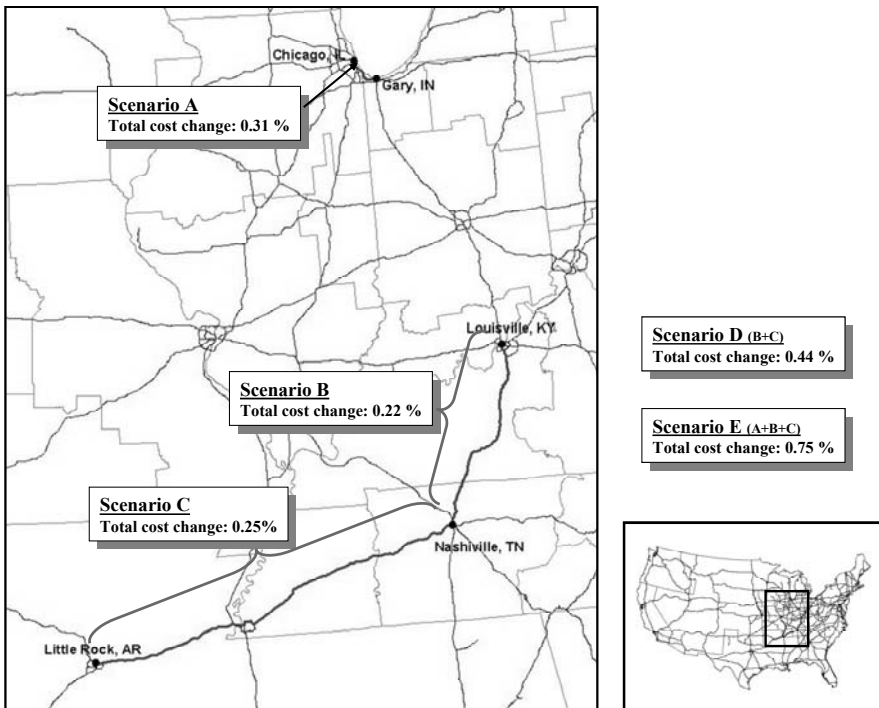 Chicago, IL
Gary, IN
Scenario A
Total cost change: 0.31 %
Louisville, KY
Scenario D (B+C)
Total cost change: 0.44 %
Scenario B
Total cost change: 0.22 %
Scenario E (A+B+C)
Total cost change: 0.75 %
Scenario C
Total cost change: 0.25%
Nashiville, TN
Little Rock, AR